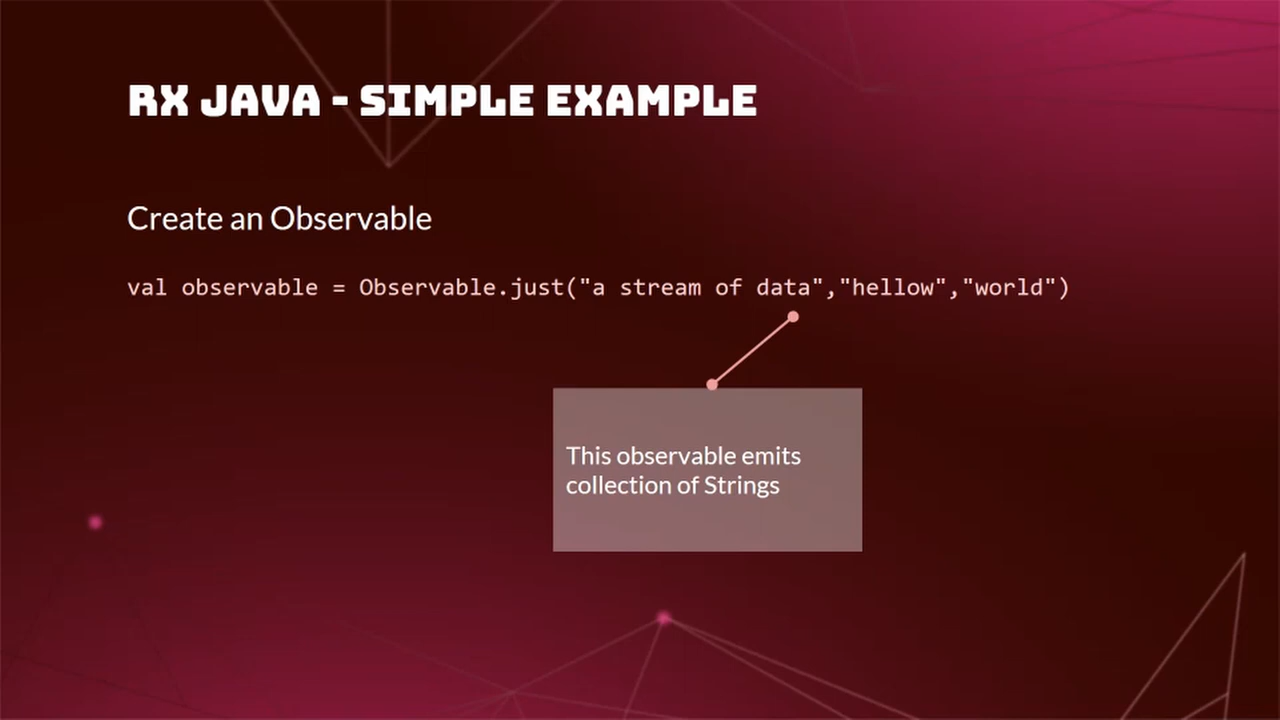 RX JAVA - SIMPLE EXAMPLE
Create an Observable
val observable = Observable.just("a stream of data","hellow","world")
This observable emits
collection of Strings